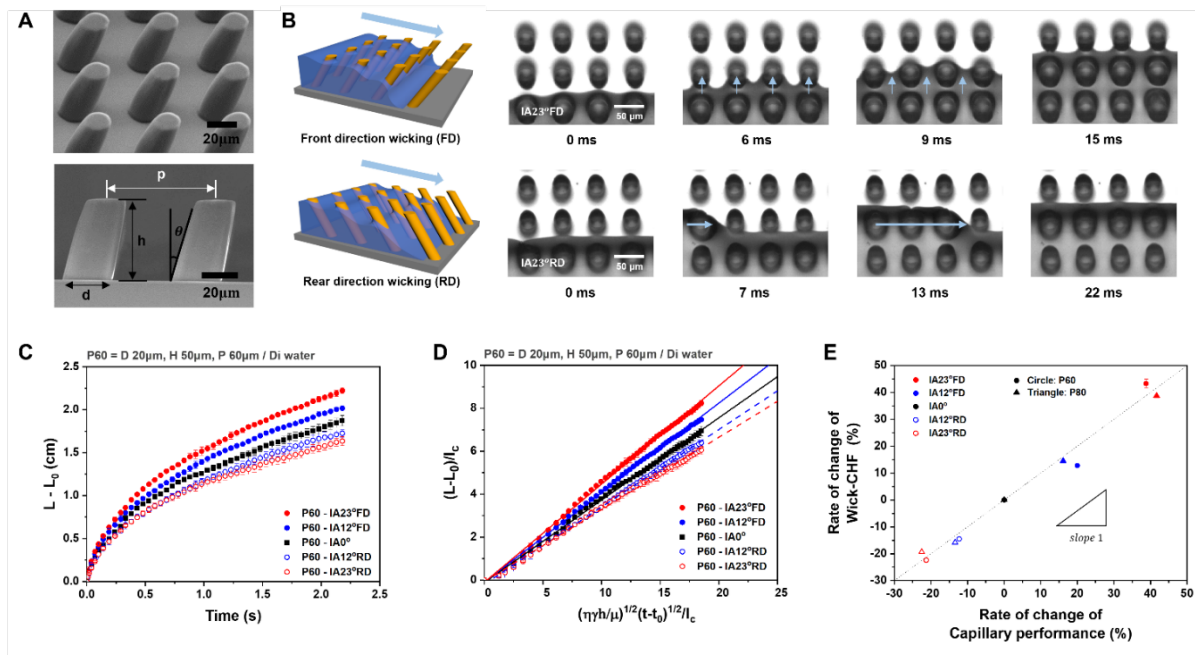 A
20µm
p
h
θ
d
20µm
B
Front direction wicking (FD)
IA23°FD
50 µm
0 ms
6 ms
9 ms
15 ms
Rear direction wicking (RD)
IA23°RD
50 µm
0 ms
7 ms
13 ms
22 ms
C
P60 = D 20µm, H 50µm, P 60µm / Di water
2.5
2.0
1.5
1.0
0.5
0.0
L - L₀ (cm)
P60 - IA23°FD
P60 - IA12°FD
P60 - IA0°
P60 - IA12°RD
P60 - IA23°RD
0.0 0.5 1.0 1.5 2.0 2.5
Time (s)
D
P60 = D 20µm, H 50µm, P 60µm / Di water
10
8
6
4
2
0
(L-L₀)/l_c
P60 - IA23°FD
P60 - IA12°FD
P60 - IA0°
P60 - IA12°RD
P60 - IA23°RD
0 5 10 15 20 25
(ηγh/µ)^1/2(t-t₀)^1/2/l_c
E
50
40
30
20
10
0
-10
-20
-30
Rate of change of
Wick-CHF (%)
IA23°FD
IA12°FD
IA0°
IA12°RD
IA23°RD
Circle: P60
Triangle: P80
slope 1
-30 -20 -10 0 10 20 30 40 50
Rate of change of
Capillary performance (%)